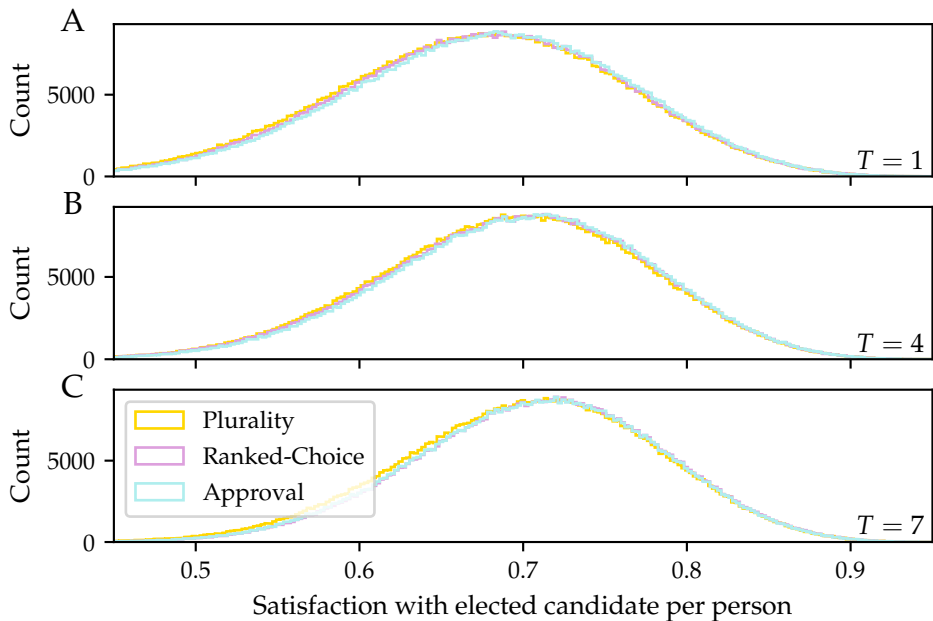 A
Count
5000
0
T = 1
B
Count
5000
0
T = 4
C
Count
5000
0
Plurality
Ranked-Choice
Approval
T = 7
0.5 0.6 0.7 0.8 0.9
Satisfaction with elected candidate per person